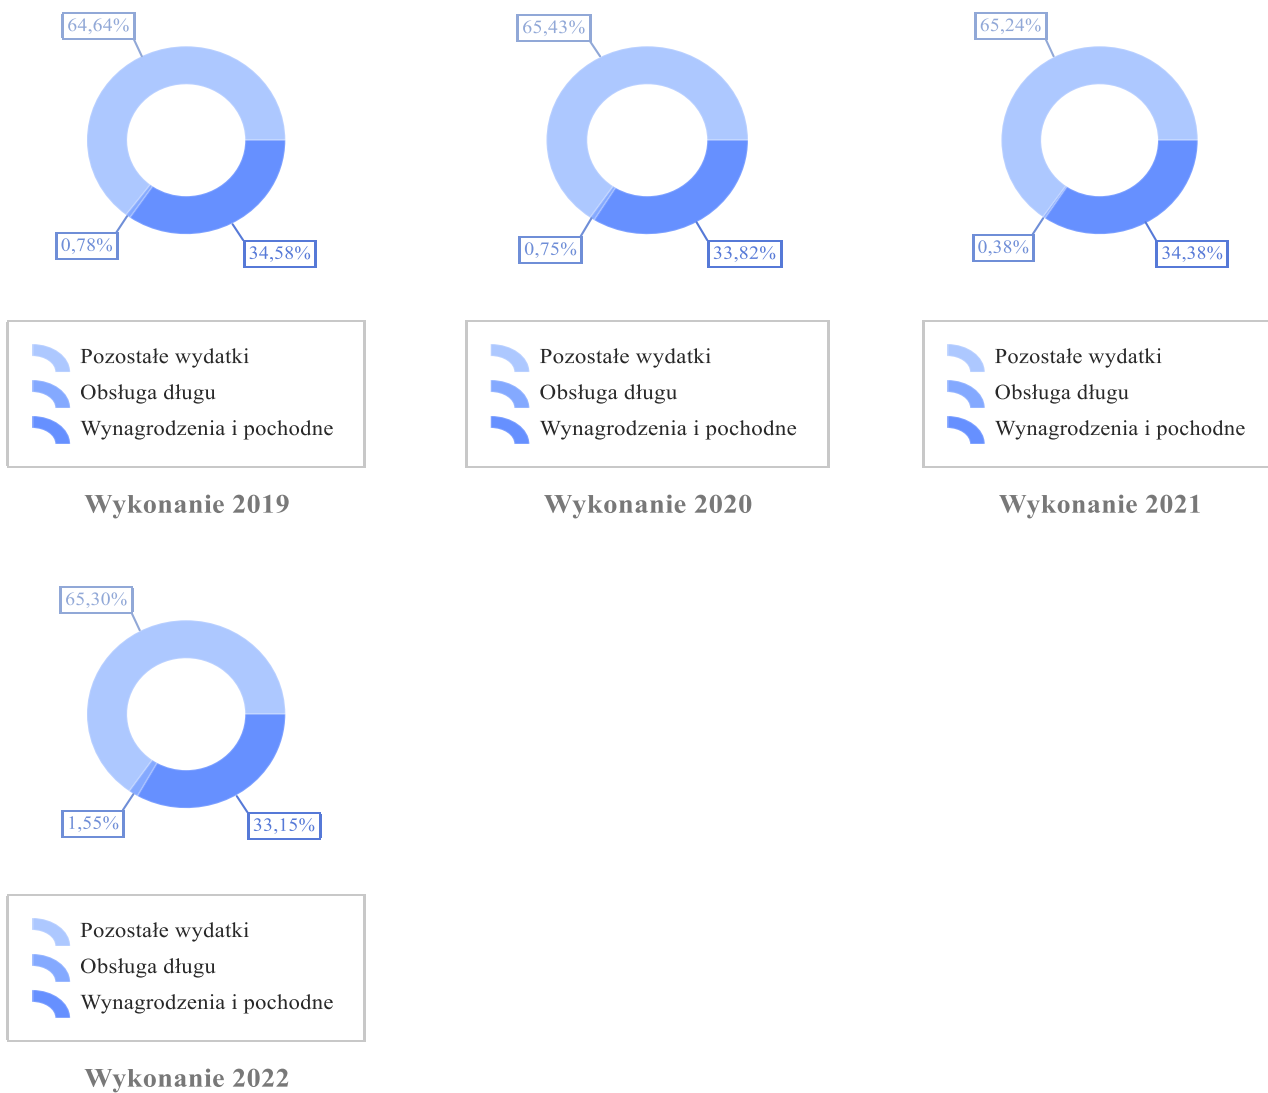 64,64%
0,78%
34,58%
Pozostałe wydatki
Obsługa długu
Wynagrodzenia i pochodne
Wykonanie 2019
65,43%
0,75%
33,82%
Pozostałe wydatki
Obsługa długu
Wynagrodzenia i pochodne
Wykonanie 2020
65,24%
0,38%
34,38%
Pozostałe wydatki
Obsługa długu
Wynagrodzenia i pochodne
Wykonanie 2021
65,30%
1,55%
33,15%
Pozostałe wydatki
Obsługa długu
Wynagrodzenia i pochodne
Wykonanie 2022